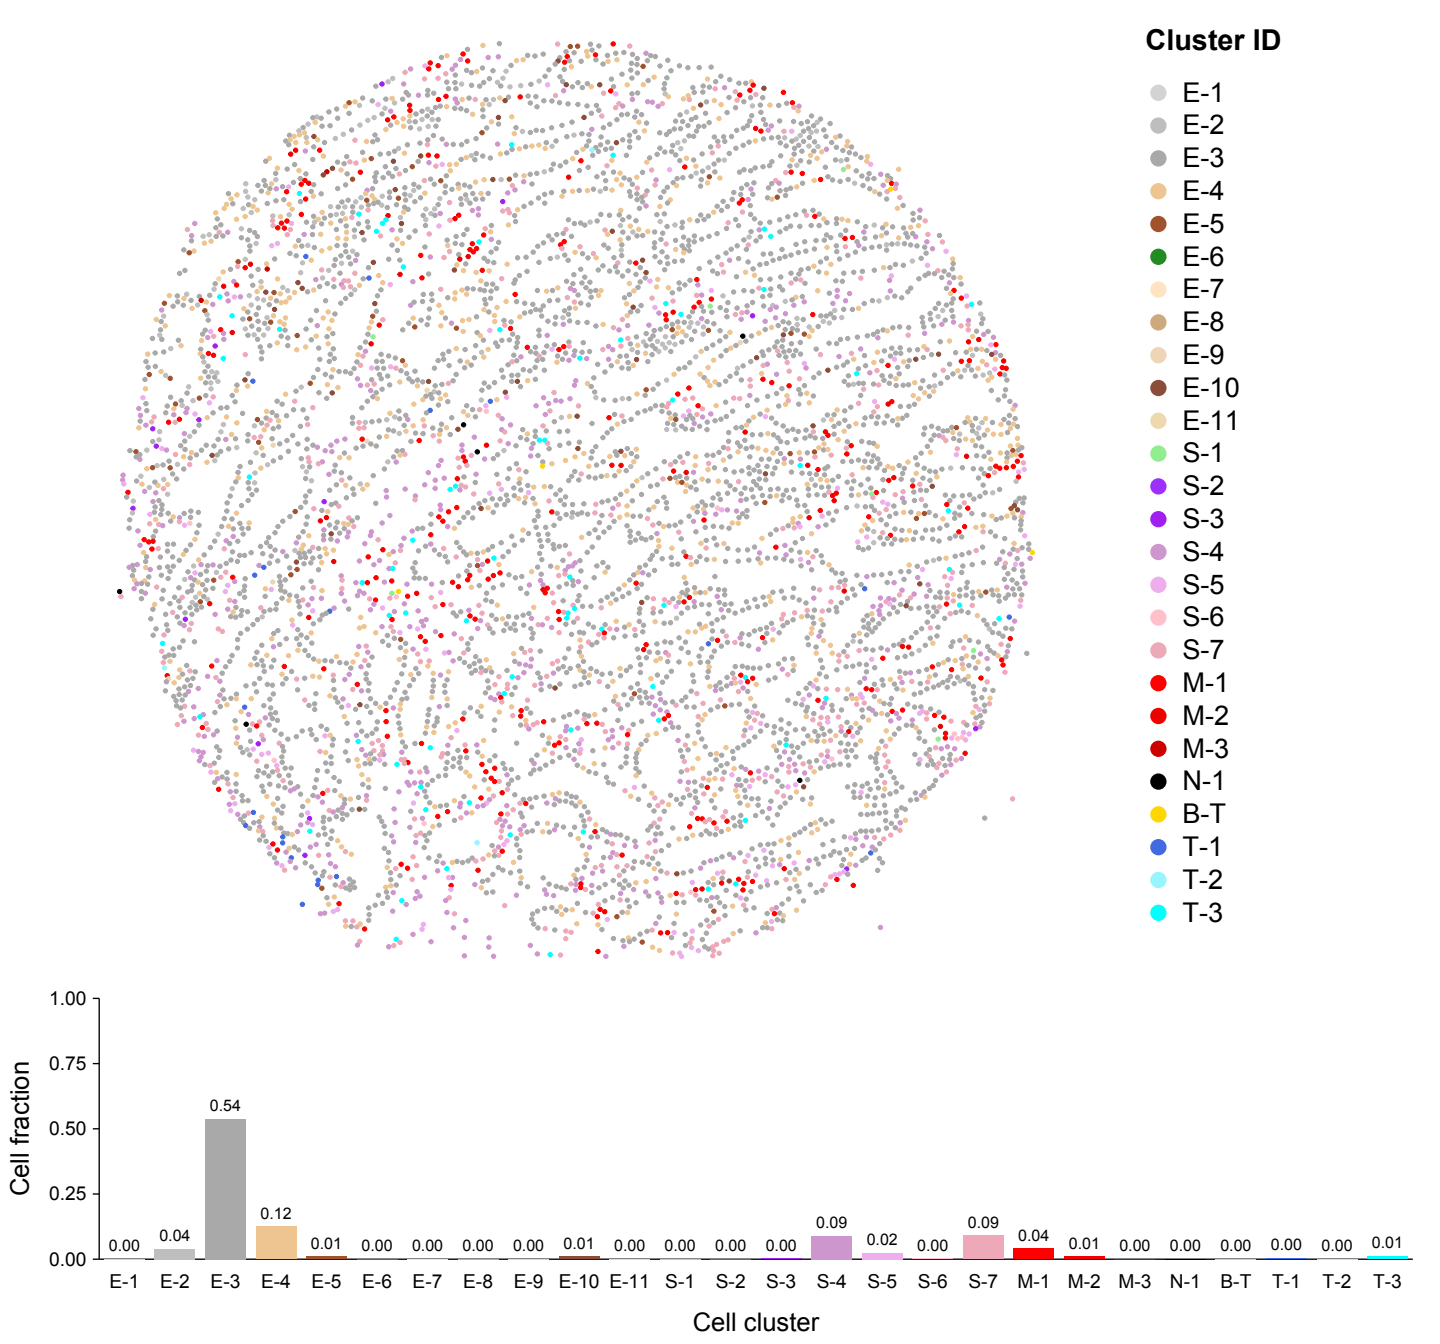 Cluster ID
E-1
E-2
E-3
E-4
E-5
E-6
E-7
E-8
E-9
E-10
E-11
S-1
S-2
S-3
S-4
S-5
S-6
S-7
M-1
M-2
M-3
N-1
B-T
T-1
T-2
T-3
1.00
0.75
0.50
0.25
0.00
Cell fraction
0.00 0.04 0.54 0.12 0.01 0.00 0.00 0.00 0.00 0.01 0.00 0.00 0.00 0.00 0.09 0.02 0.00 0.09 0.04 0.01 0.00 0.00 0.00 0.00 0.00 0.01
E-1 E-2 E-3 E-4 E-5 E-6 E-7 E-8 E-9 E-10 E-11 S-1 S-2 S-3 S-4 S-5 S-6 S-7 M-1 M-2 M-3 N-1 B-T T-1 T-2 T-3
Cell cluster